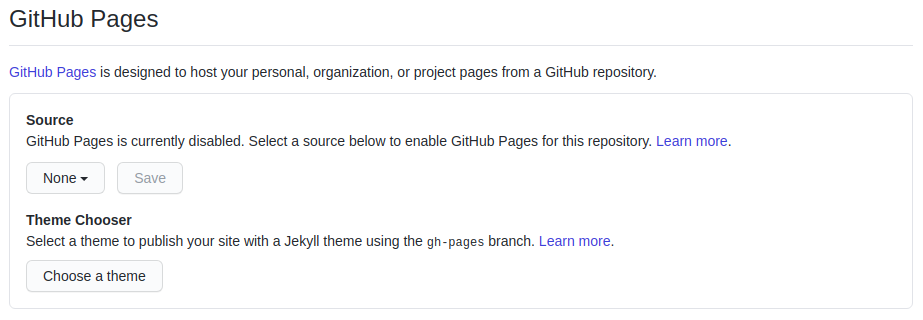 GitHub Pages
GitHub Pages is designed to host your personal, organization, or project pages from a GitHub repository.
Source
GitHub Pages is currently disabled. Select a source below to enable GitHub Pages for this repository. Learn more.
None Save
Theme Chooser
Select a theme to publish your site with a Jekyll theme using the gh-pages branch. Learn more.
Choose a theme